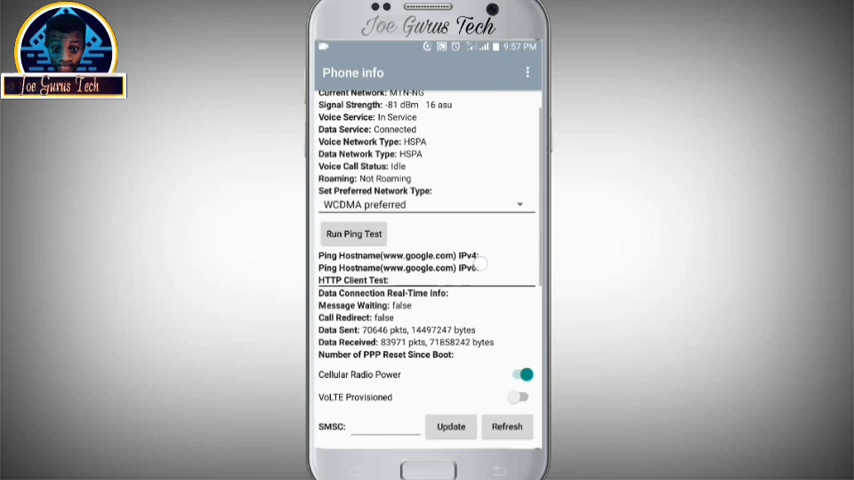 Joe Gurus Tech
Joe Gurus Tech
9:57 PM
Phone info
Current Network: MTN-NG
Signal Strength: -81 dBm 16 asu
Voice Service: In Service
Data Service: Connected
Voice Network Type: HSPA
Data Network Type: HSPA
Voice Call Status: Idle
Roaming: Not Roaming
Set Preferred Network Type:
WCDMA preferred
Run Ping Test
Ping Hostname(www.google.com) IPv4:
Ping Hostname(www.google.com) IPv6:
HTTP Client Test:
Data Connection Real-Time Info:
Message Waiting: false
Call Redirect: false
Data Sent: 70646 pkts, 14497247 bytes
Data Received: 83971 pkts, 71858242 bytes
Number of PPP Reset Since Boot:
Cellular Radio Power
VoLTE Provisioned
SMSC: Update Refresh